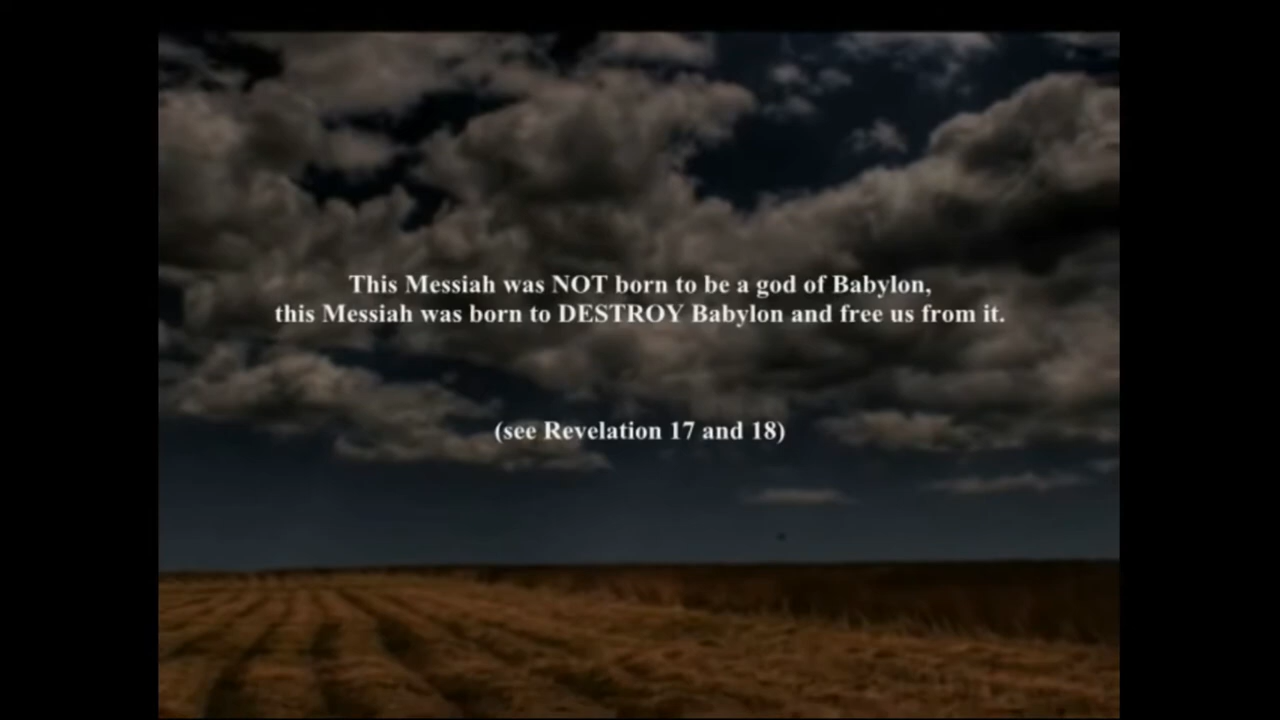 This Messiah was NOT born to be a god of Babylon,
this Messiah was born to DESTROY Babylon and free us from it.
(see Revelation 17 and 18)